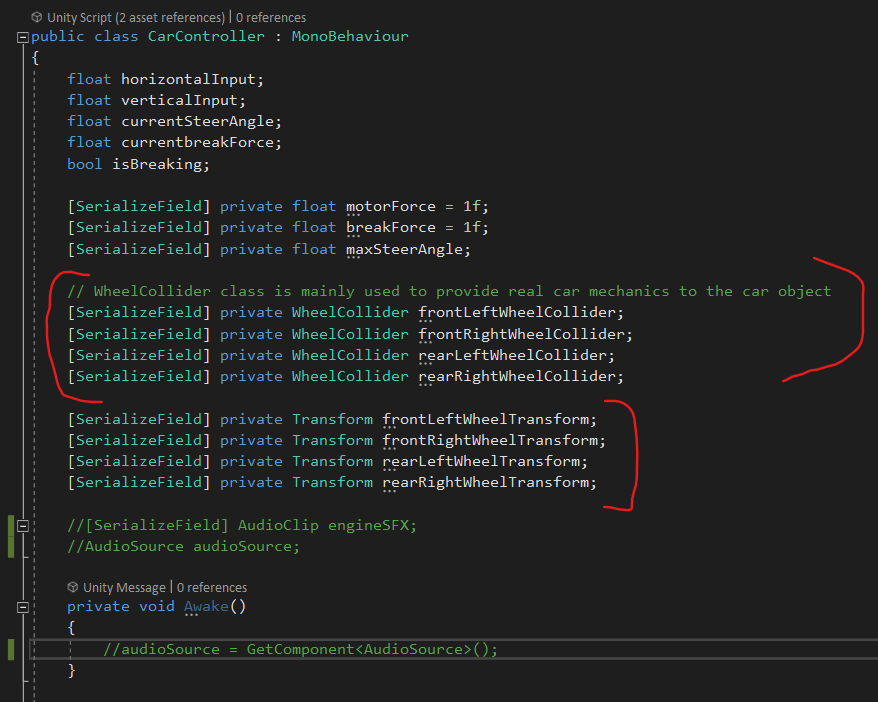 Unity Script (2 asset references) | 0 references
public class CarController : MonoBehaviour
{
float horizontalInput;
float verticalInput;
float currentSteerAngle;
float currentbreakForce;
bool isBreaking;
[SerializeField] private float motorForce = 1f;
[SerializeField] private float breakForce = 1f;
[SerializeField] private float maxSteerAngle;
// WheelCollider class is mainly used to provide real car mechanics to the car object
[SerializeField] private WheelCollider frontLeftWheelCollider;
[SerializeField] private WheelCollider frontRightWheelCollider;
[SerializeField] private WheelCollider rearLeftWheelCollider;
[SerializeField] private WheelCollider rearRightWheelCollider;
[SerializeField] private Transform frontLeftWheelTransform;
[SerializeField] private Transform frontRightWheelTransform;
[SerializeField] private Transform rearLeftWheelTransform;
[SerializeField] private Transform rearRightWheelTransform;
//[SerializeField] AudioClip engineSFX;
//AudioSource audioSource;
Unity Message | 0 references
private void Awake()
{
//audioSource = GetComponent<AudioSource>();
}